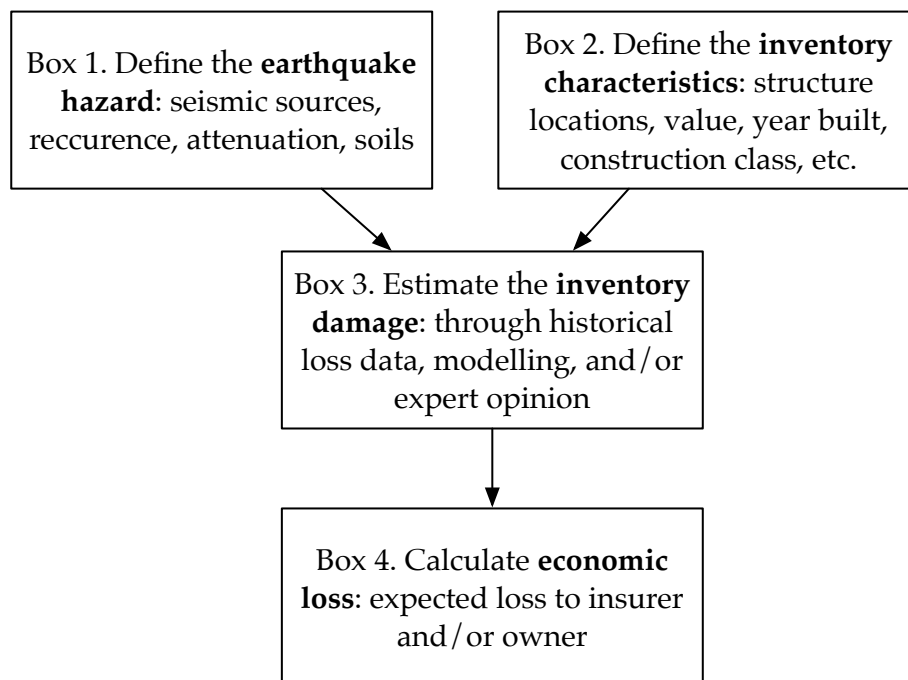 Box 1. Define the earthquake
hazard: seismic sources,
reccurence, attenuation, soils
Box 2. Define the inventory
characteristics: structure
locations, value, year built,
construction class, etc.
Box 3. Estimate the inventory
damage: through historical
loss data, modelling, and/or
expert opinion
Box 4. Calculate economic
loss: expected loss to insurer
and/or owner